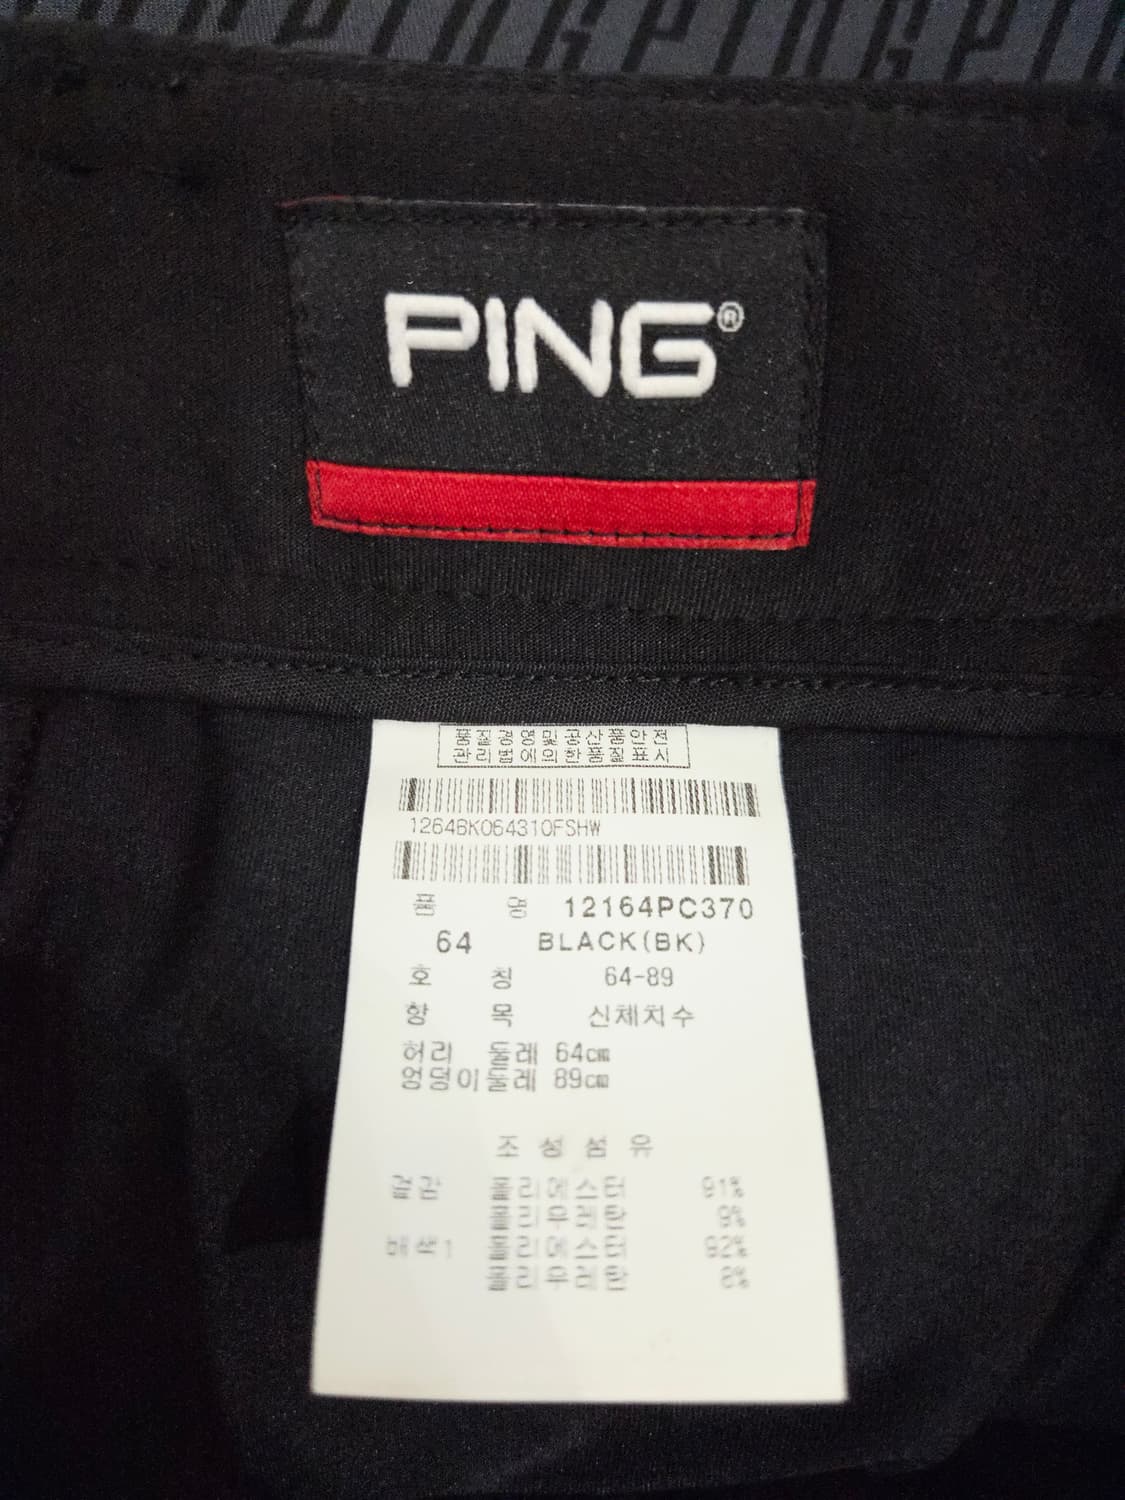 PINGPINGPIN
PING®
품질경영및공산품안전
관리법에의한품질표시
1264BK064310FSHW
품 명 12164PC370
64 BLACK(BK)
호 칭 64-89
항 목 신체치수
허리 둘레 64cm
엉덩이둘레 89cm
조성섬유
겉감 폴리에스터 91%
폴리우레탄 9%
배색1 폴리에스터 92%
폴리우레탄 8%